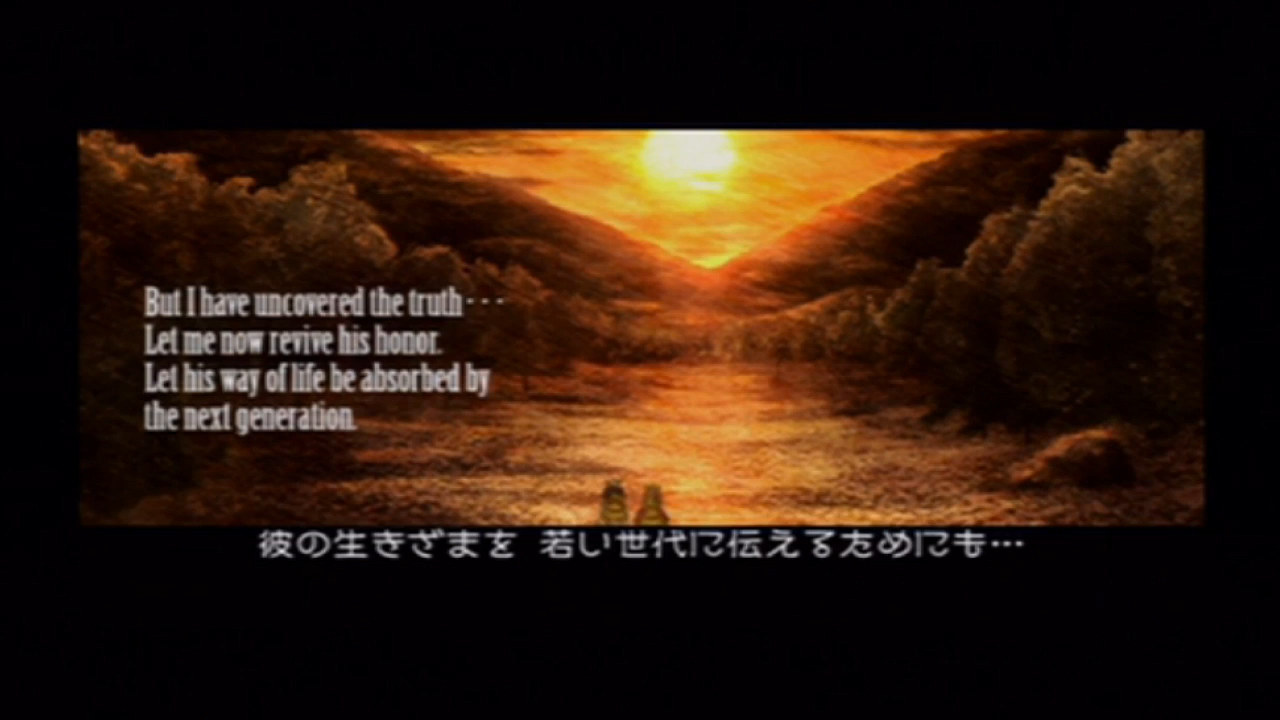 But I have uncovered the truth···
Let me now revive his honor.
Let his way of life be absorbed by
the next generation.
彼の生きざまを 若い世代に伝えるためにも…